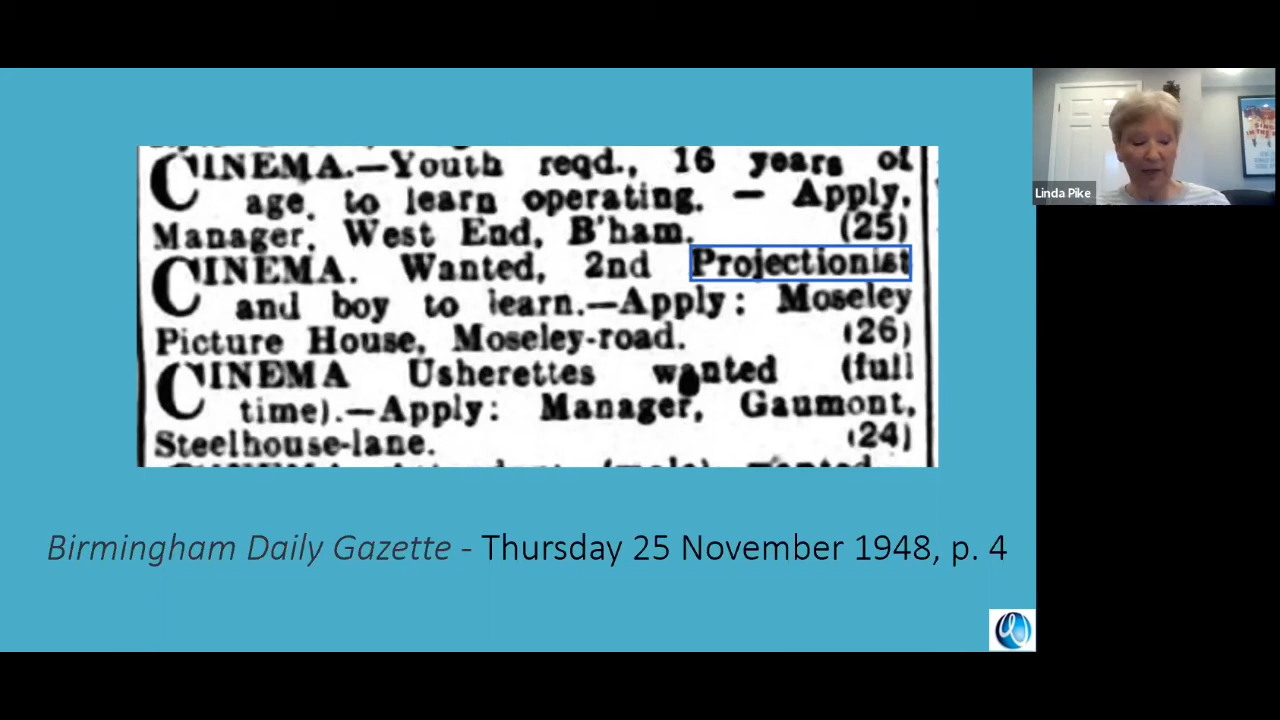 CINEMA.—Youth reqd., 16 years of
age, to learn operating. — Apply,
Manager, West End, B'ham. (25)
CINEMA. Wanted, 2nd Projectionist
and boy to learn.—Apply: Moseley
Picture House, Moseley-road. (26)
CINEMA Usherettes wanted (full
time).—Apply: Manager, Gaumont,
Steelhouse-lane. (24)
Birmingham Daily Gazette - Thursday 25 November 1948, p. 4
Linda Pike